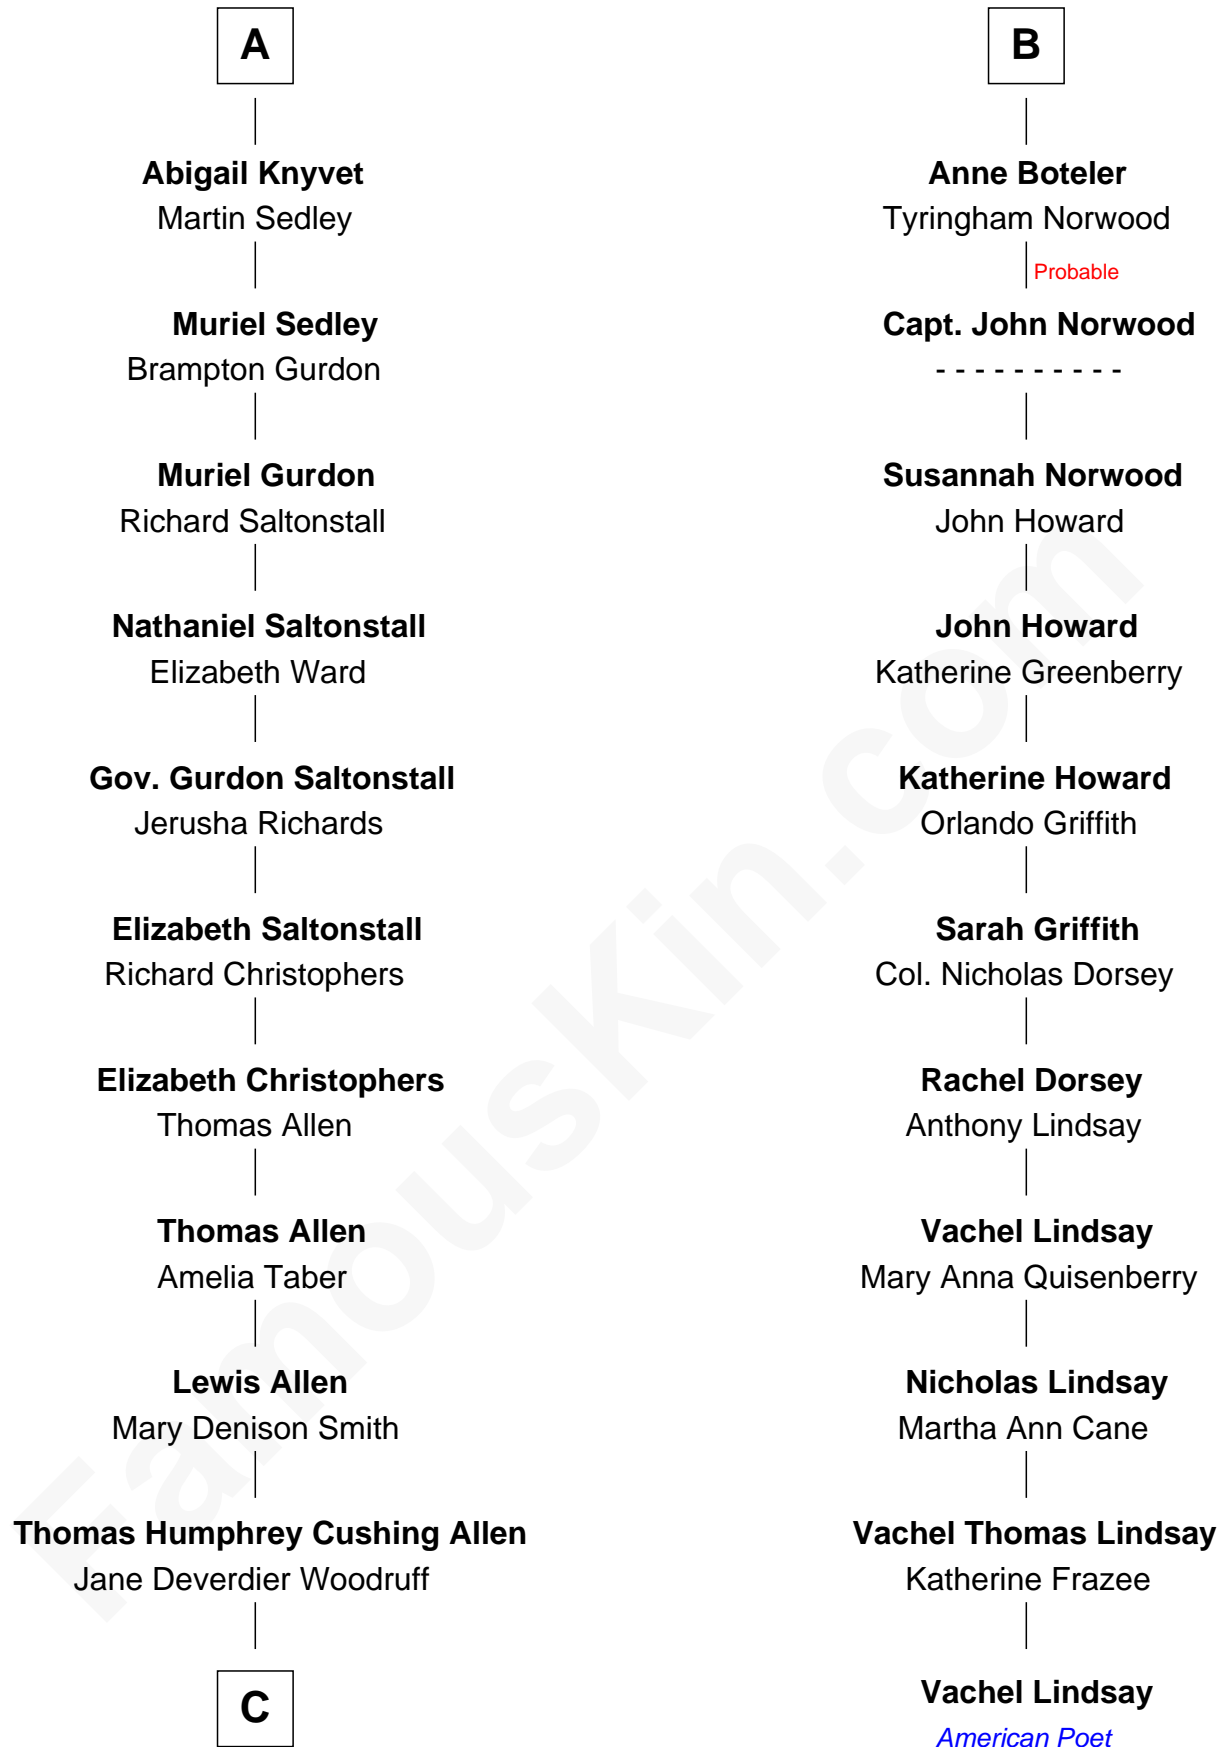 A
Abigail Knyvet
Martin Sedley
Muriel Sedley
Brampton Gurdon
Muriel Gurdon
Richard Saltonstall
Nathaniel Saltonstall
Elizabeth Ward
Gov. Gurdon Saltonstall
Jerusha Richards
Elizabeth Saltonstall
Richard Christophers
Elizabeth Christophers
Thomas Allen
Thomas Allen
Amelia Taber
Lewis Allen
Mary Denison Smith
Thomas Humphrey Cushing Allen
Jane Deverdier Woodruff
C
B
Anne Boteler
Tyringham Norwood
Probable
Capt. John Norwood
- - - - - - - - - -
Susannah Norwood
John Howard
John Howard
Katherine Greenberry
Katherine Howard
Orlando Griffith
Sarah Griffith
Col. Nicholas Dorsey
Rachel Dorsey
Anthony Lindsay
Vachel Lindsay
Mary Anna Quisenberry
Nicholas Lindsay
Martha Ann Cane
Vachel Thomas Lindsay
Katherine Frazee
Vachel Lindsay
American Poet
FamousKin.com